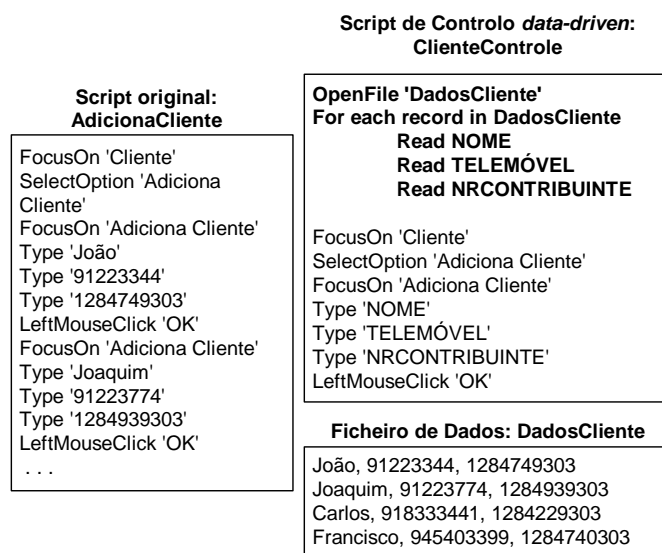 Script original:
AdicionaCliente
FocusOn 'Cliente'
SelectOption 'Adiciona
Cliente'
FocusOn 'Adiciona Cliente'
Type 'João'
Type '91223344'
Type '1284749303'
LeftMouseClick 'OK'
FocusOn 'Adiciona Cliente'
Type 'Joaquim'
Type '91223774'
Type '1284939303'
LeftMouseClick 'OK'
. . .
Script de Controlo data-driven:
ClienteControle
OpenFile 'DadosCliente'
For each record in DadosCliente
Read NOME
Read TELEMÓVEL
Read NRCONTRIBUINTE
FocusOn 'Cliente'
SelectOption 'Adiciona Cliente'
FocusOn 'Adiciona Cliente'
Type 'NOME'
Type 'TELEMÓVEL'
Type 'NRCONTRIBUINTE'
LeftMouseClick 'OK'
Ficheiro de Dados: DadosCliente
João, 91223344, 1284749303
Joaquim, 91223774, 1284939303
Carlos, 918333441, 1284229303
Francisco, 945403399, 1284740303